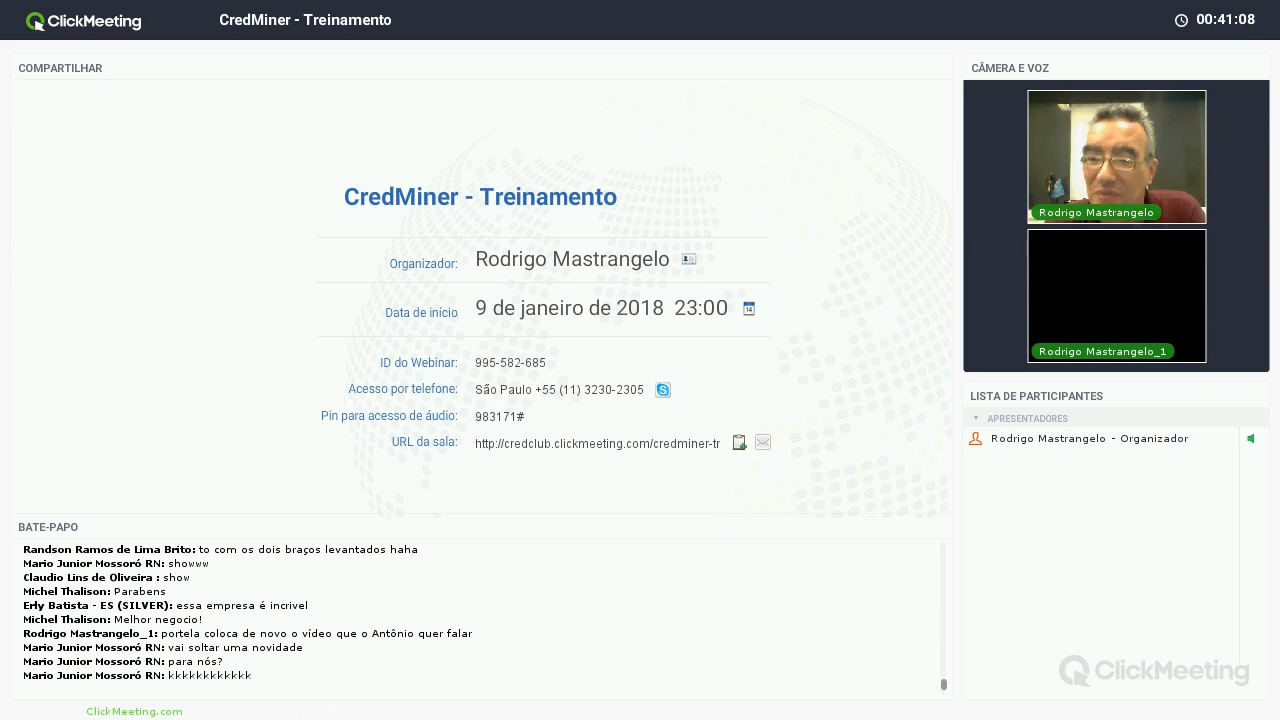 ClickMeeting
CredMiner - Treinamento
00:41:08
COMPARTILHAR
CredMiner - Treinamento
Organizador: Rodrigo Mastrangelo
Data de início 9 de janeiro de 2018 23:00
14
ID do Webinar: 995-582-685
Acesso por telefone: São Paulo +55 (11) 3230-2305
Pin para acesso de áudio: 983171#
URL da sala: http://credclub.clickmeeting.com/credminer-tr
BATE-PAPO
Randson Ramos de Lima Brito: to com os dois braços levantados haha
Mario Junior Mossoró RN: showww
Claudio Lins de Oliveira : show
Michel Thalison: Parabens
Erly Batista - ES (SILVER): essa empresa é incrivel
Michel Thalison: Melhor negocio!
Rodrigo Mastrangelo_1: portela coloca de novo o vídeo que o Antônio quer falar
Mario Junior Mossoró RN: vai soltar uma novidade
Mario Junior Mossoró RN: para nós?
Mario Junior Mossoró RN: kkkkkkkkkkkk
CÂMERA E VOZ
Rodrigo Mastrangelo
Rodrigo Mastrangelo_1
LISTA DE PARTICIPANTES
APRESENTADORES
Rodrigo Mastrangelo - Organizador
ClickMeeting
ClickMeeting.com